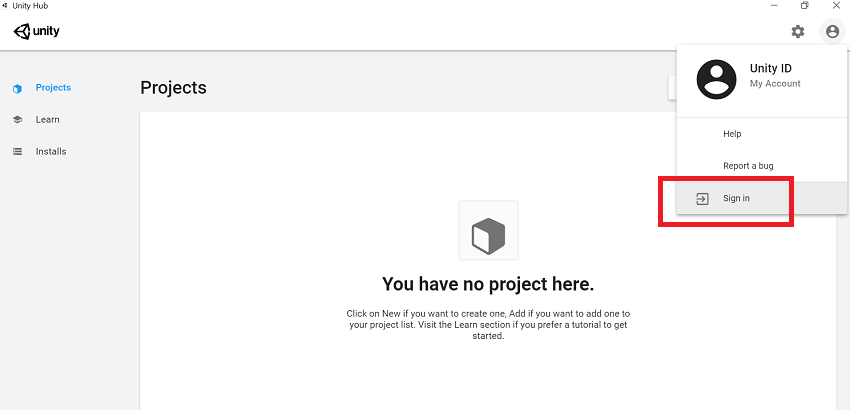 Unity Hub
unity
Projects
Learn
Installs
Projects
Unity ID
My Account
Help
Report a bug
Sign in
You have no project here.
Click on New if you want to create one, Add if you want to add one to
your project list. Visit the Learn section if you prefer a tutorial to get
started.